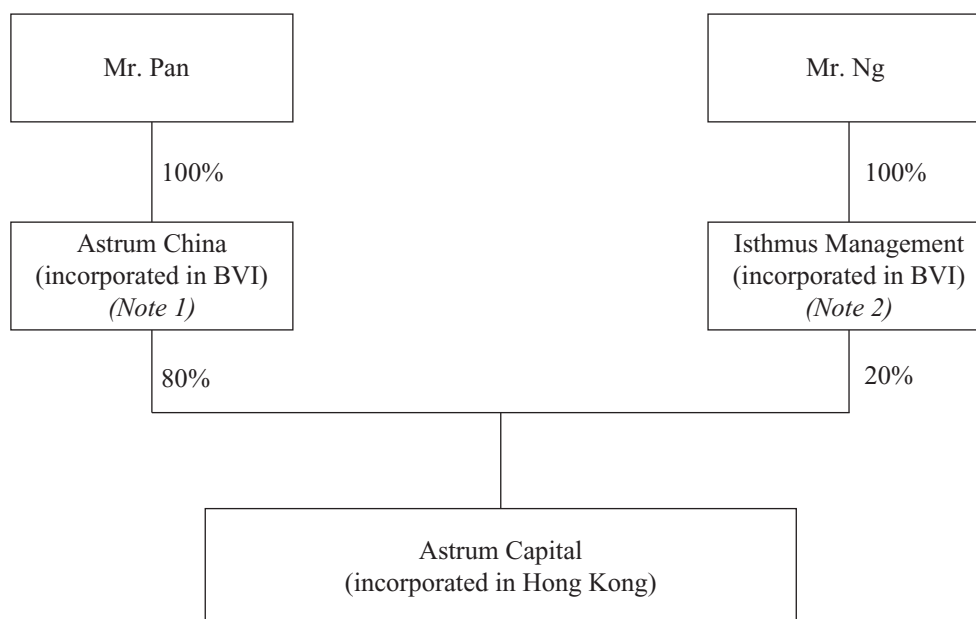 Mr. Pan
Mr. Ng
100%
100%
Astrum China
(incorporated in BVI)
(Note 1)
Isthmus Management
(incorporated in BVI)
(Note 2)
80%
20%
Astrum Capital
(incorporated in Hong Kong)